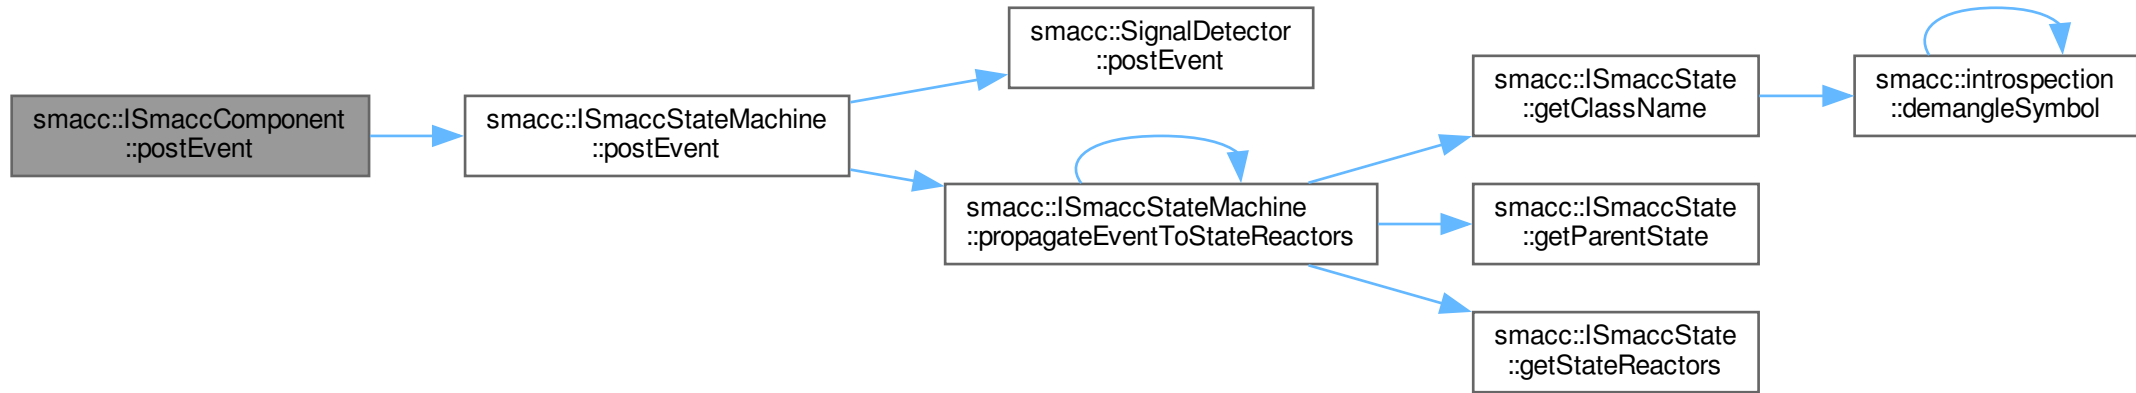 smacc::ISmaccComponent
::postEvent
smacc::ISmaccStateMachine
::postEvent
smacc::SignalDetector
::postEvent
smacc::ISmaccStateMachine
::propagateEventToStateReactors
smacc::ISmaccState
::getClassName
smacc::introspection
::demangleSymbol
smacc::ISmaccState
::getParentState
smacc::ISmaccState
::getStateReactors